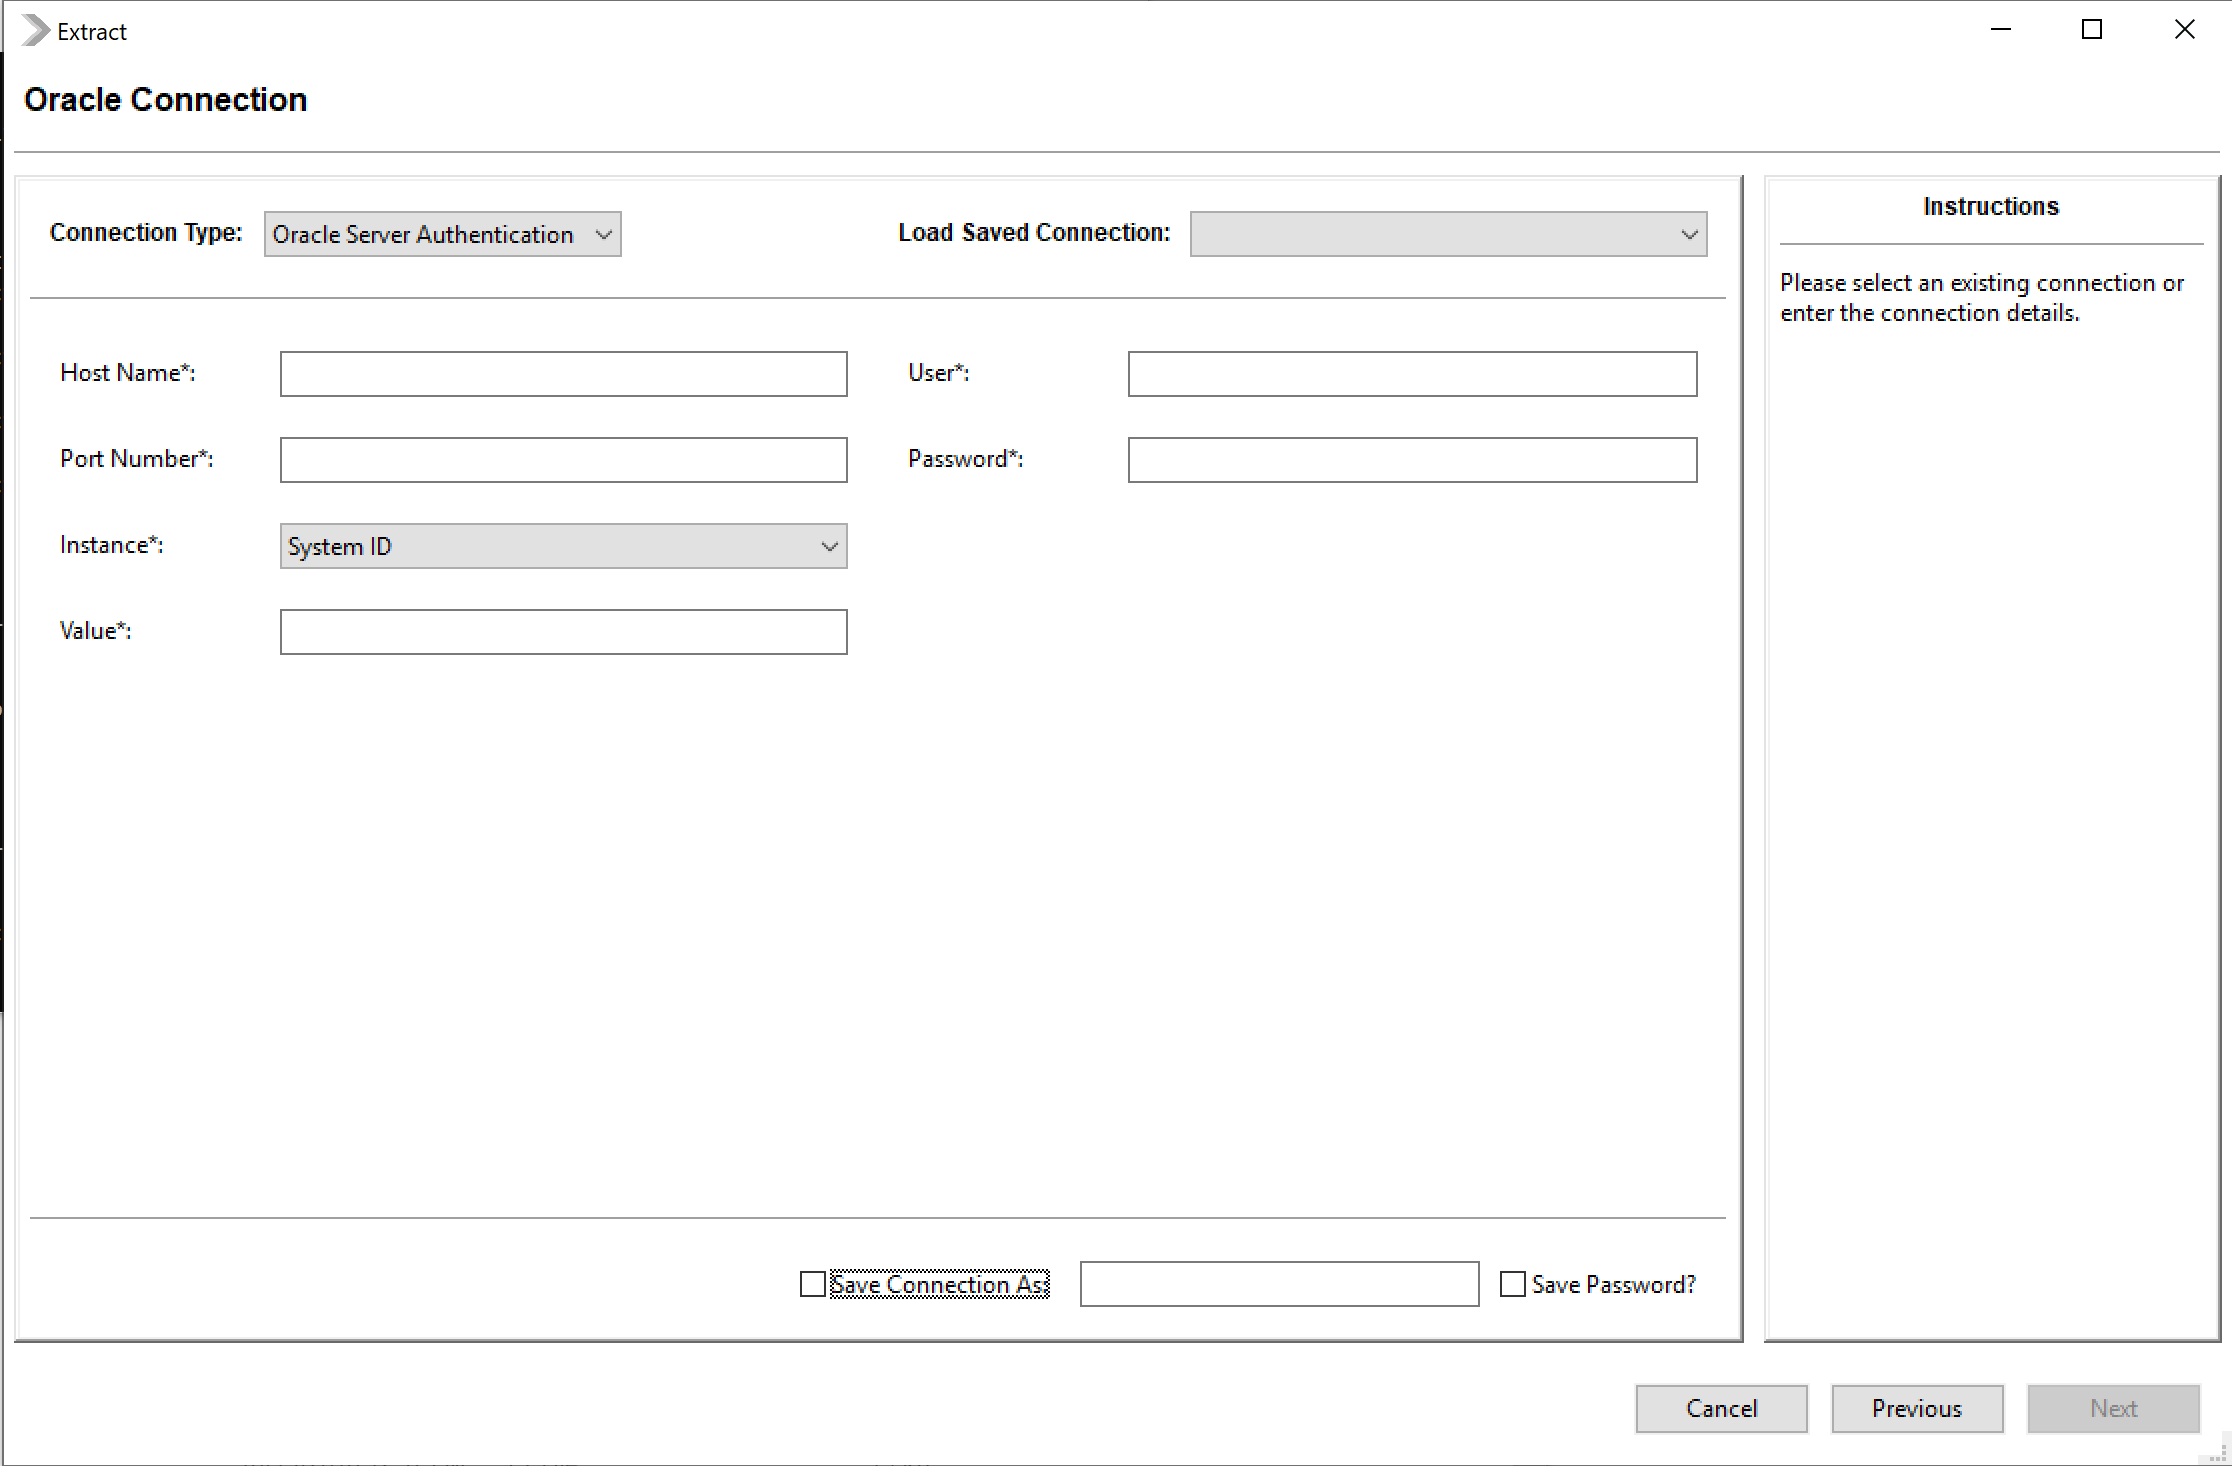 Extract
Oracle Connection
Connection Type: Oracle Server Authentication Load Saved Connection:
Instructions
Please select an existing connection or
enter the connection details.
Host Name*: User*:
Port Number*: Password*:
Instance*: System ID
Value*:
Save Connection As: Save Password?
Cancel Previous Next